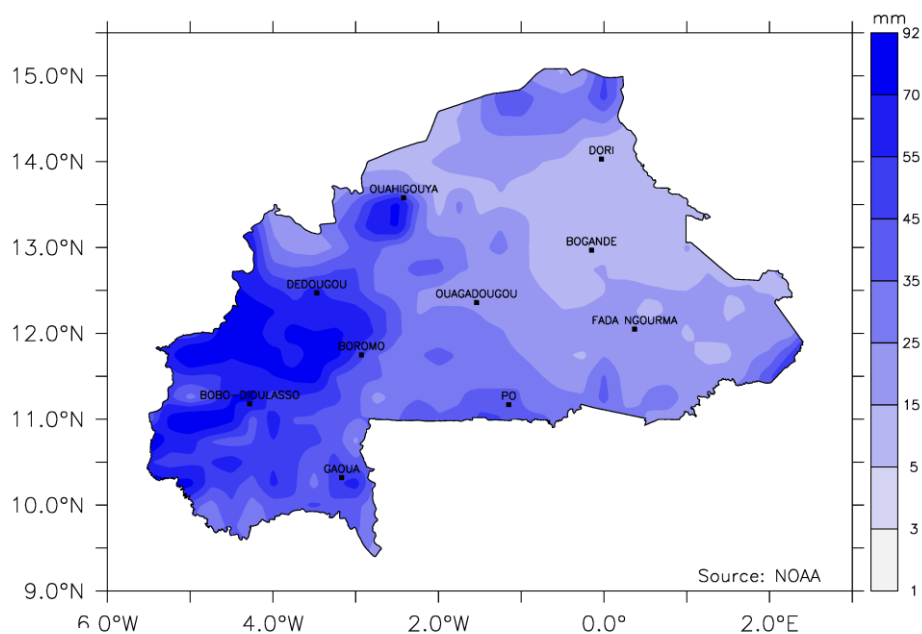 mm
92
70
55
45
35
25
15
5
3
1
15.0°N
14.0°N
13.0°N
12.0°N
11.0°N
10.0°N
9.0°N
DORI
OUAHIGOUYA
BOGANDE
DEDOUGOU
OUAGADOUGOU
FADA NGOURMA
BOROMO
BOBO-DIOULASSO
PO
GAOUA
Source: NOAA
6.0°W 4.0°W 2.0°W 0.0° 2.0°E